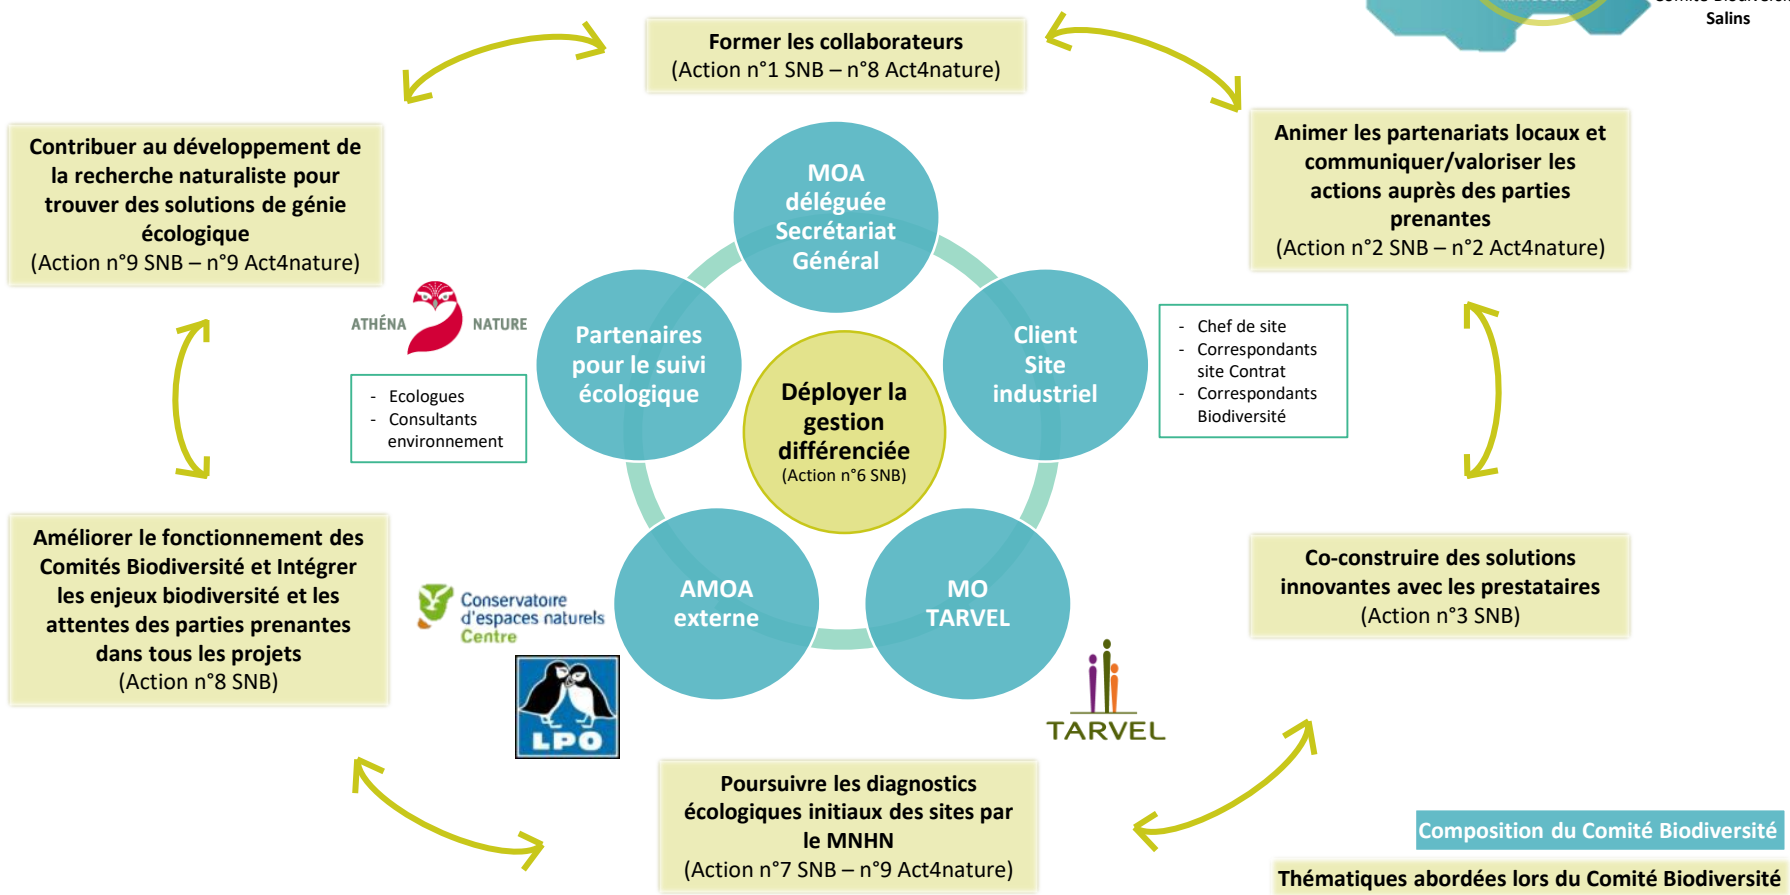 Salins
Former les collaborateurs
(Action n°1 SNB – n°8 Act4nature)
Contribuer au développement de
la recherche naturaliste pour
trouver des solutions de génie
écologique
(Action n°9 SNB – n°9 Act4nature)
Animer les partenariats locaux et
communiquer/valoriser les
actions auprès des parties
prenantes
(Action n°2 SNB – n°2 Act4nature)
MOA
déléguée
Secrétariat
Général
ATHÉNA NATURE
Partenaires
pour le suivi
écologique
- Ecologues
- Consultants
environnement
Client
Site
industriel
- Chef de site
- Correspondants
site Contrat
- Correspondants
Biodiversité
Déployer la
gestion
différenciée
(Action n°6 SNB)
Améliorer le fonctionnement des
Comités Biodiversité et Intégrer
les enjeux biodiversité et les
attentes des parties prenantes
dans tous les projets
(Action n°8 SNB)
Conservatoire
d'espaces naturels
Centre
LPO
AMOA
externe
MO
TARVEL
TARVEL
Co-construire des solutions
innovantes avec les prestataires
(Action n°3 SNB)
Poursuivre les diagnostics
écologiques initiaux des sites par
le MNHN
(Action n°7 SNB – n°9 Act4nature)
Composition du Comité Biodiversité
Thématiques abordées lors du Comité Biodiversité